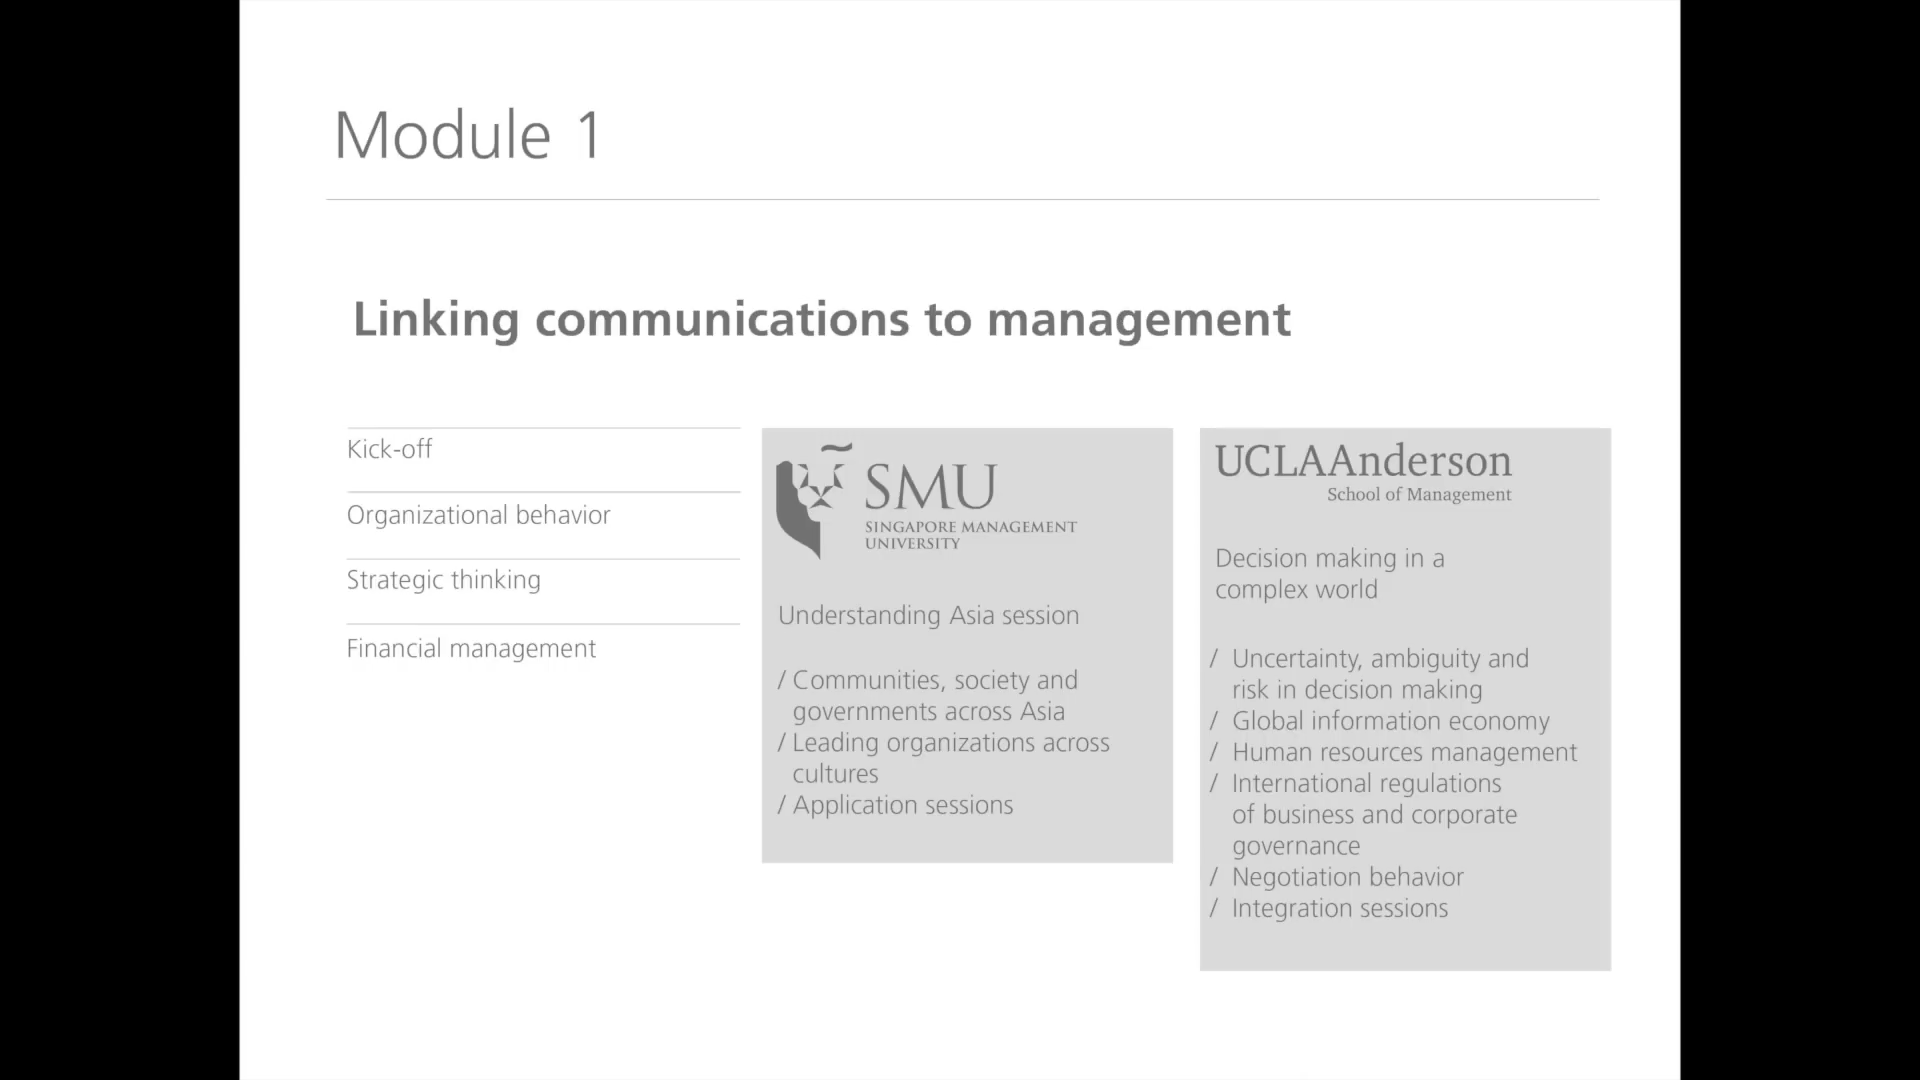 Module 1
Linking communications to management
Kick-off
Organizational behavior
Strategic thinking
Financial management
SMU
SINGAPORE MANAGEMENT
UNIVERSITY
Understanding Asia session
/ Communities, society and
governments across Asia
/ Leading organizations across
cultures
/ Application sessions
UCLAAnderson
School of Management
Decision making in a
complex world
/ Uncertainty, ambiguity and
risk in decision making
/ Global information economy
/ Human resources management
/ International regulations
of business and corporate
governance
/ Negotiation behavior
/ Integration sessions